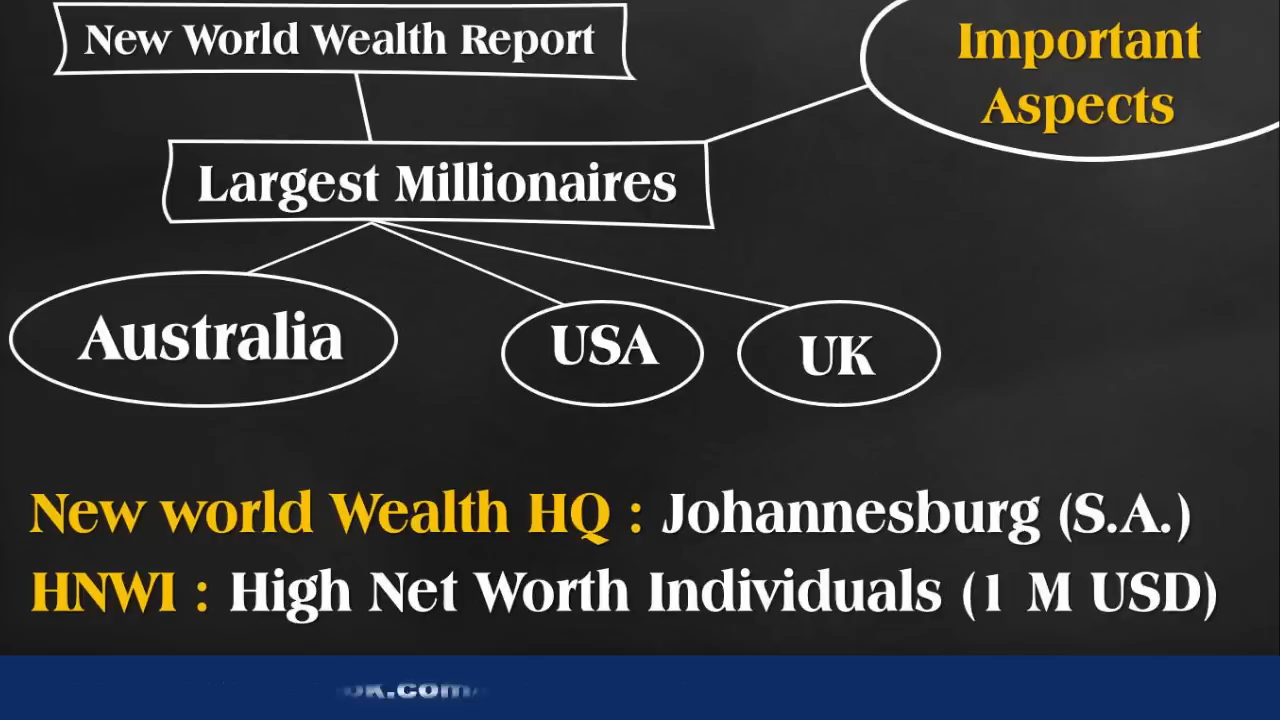 New World Wealth Report
Important
Aspects
Largest Millionaires
Australia
USA
UK
New world Wealth HQ : Johannesburg (S.A.)
HNWI : High Net Worth Individuals (1 M USD)